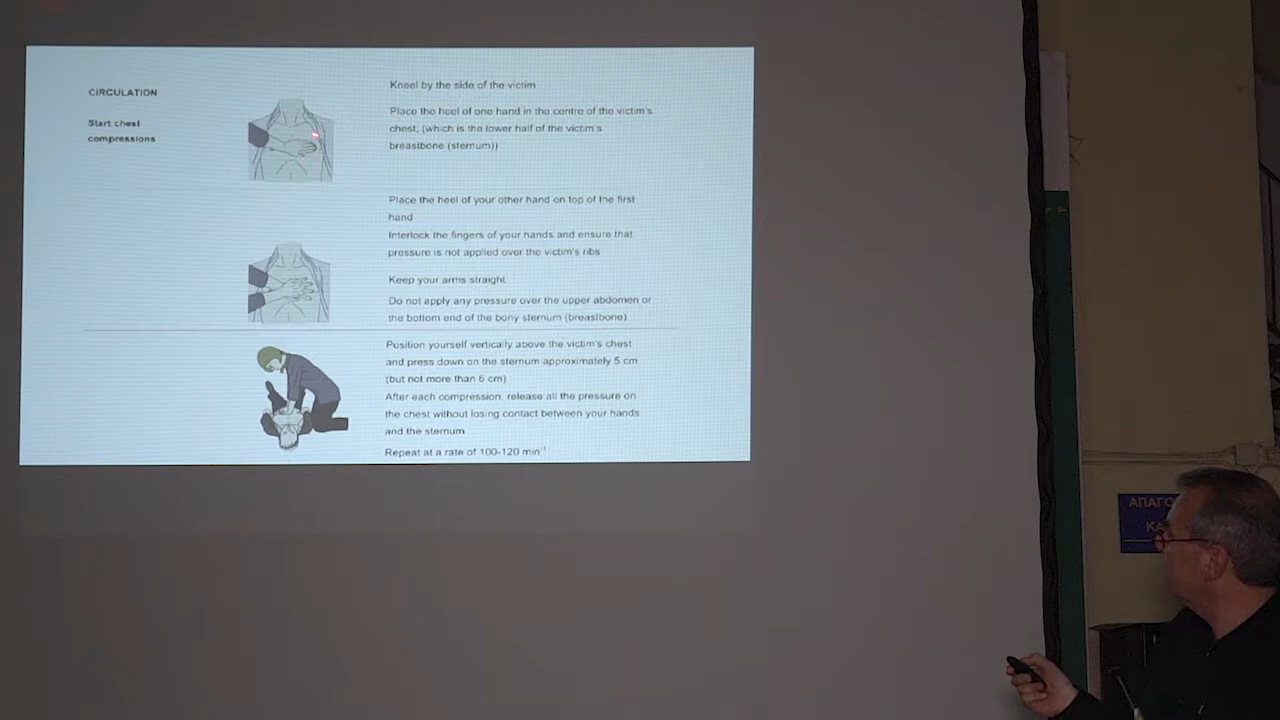 CIRCULATION
Start chest
compressions
Kneel by the side of the victim
Place the heel of one hand in the centre of the victim's
chest; (which is the lower half of the victim's
breastbone (sternum))
Place the heel of your other hand on top of the first
hand
Interlock the fingers of your hands and ensure that
pressure is not applied over the victim's ribs
Keep your arms straight
Do not apply any pressure over the upper abdomen or
the bottom end of the bony sternum (breastbone)
Position yourself vertically above the victim's chest
and press down on the sternum approximately 5 cm
(but not more than 6 cm)
After each compression, release all the pressure on
the chest without losing contact between your hands
and the sternum
Repeat at a rate of 100-120 min⁻¹
ΑΠΑΓΟ
ΚΑ